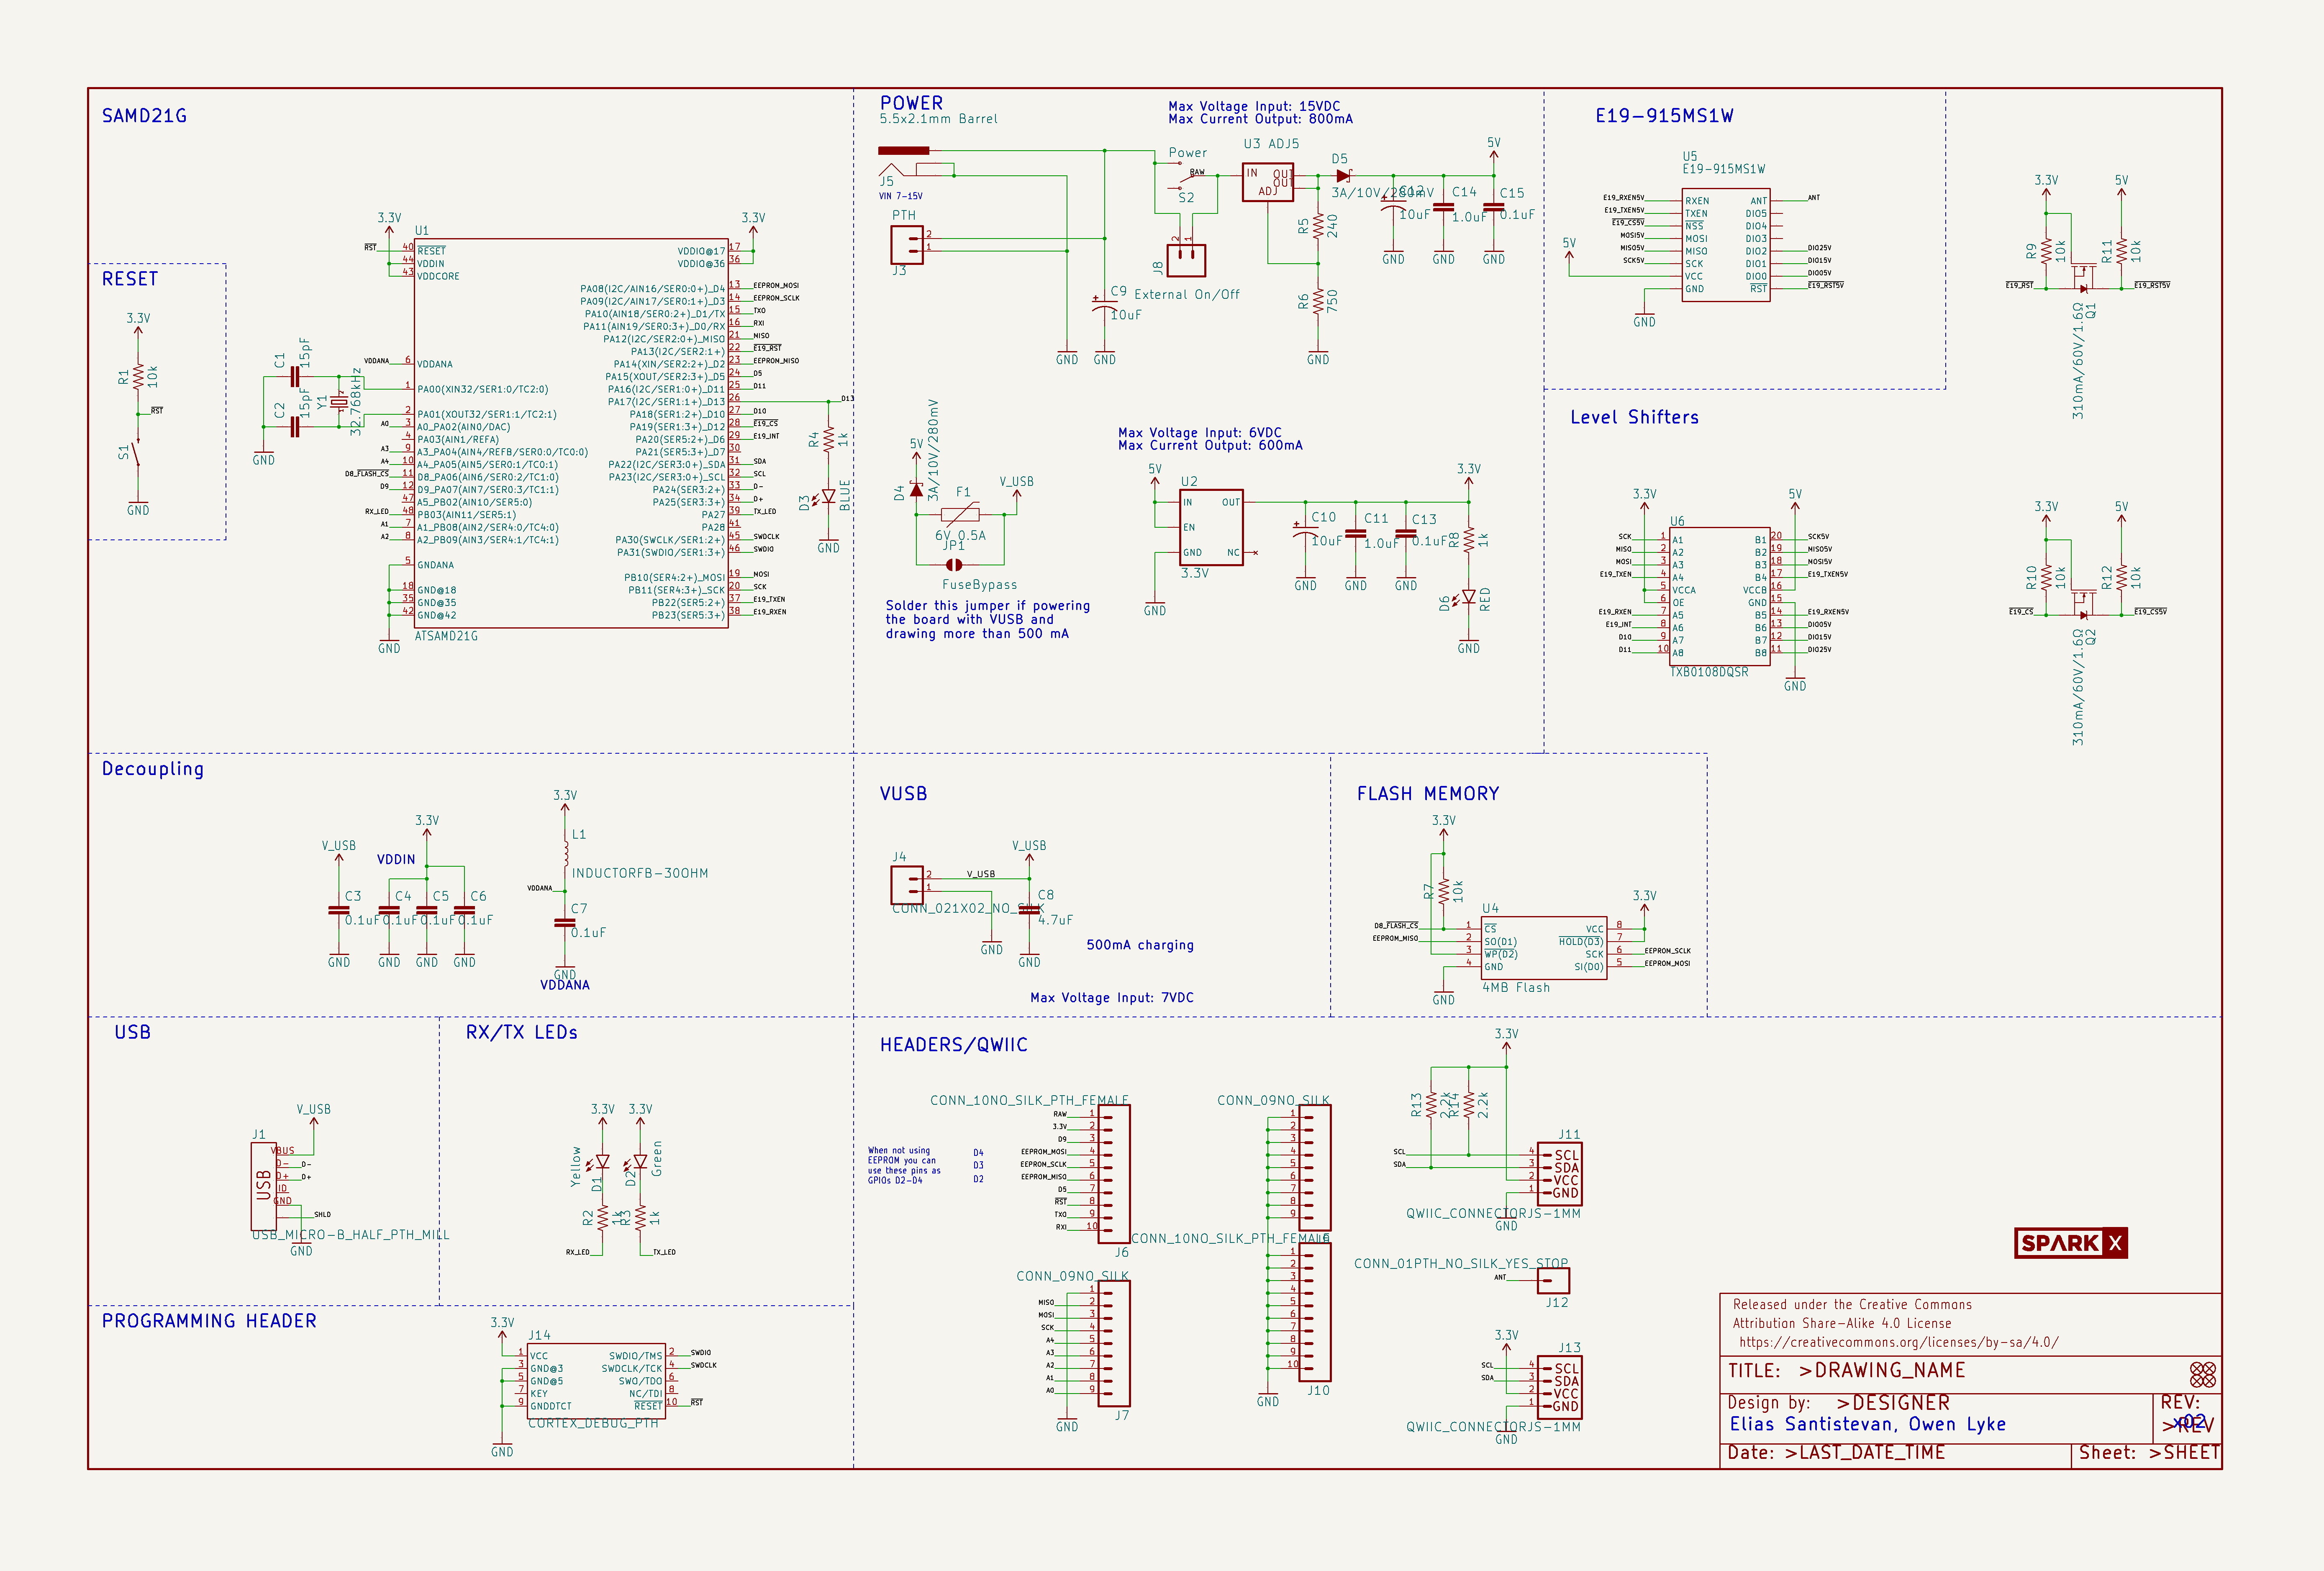 SAMD21G
3.3V
3.3V
U1
RST
40
RESET
44
VDDIN
43
VDDCORE
VDDANA
6
VDDANA
1
PA00(XIN32/SER1:0/TC2:0)
2
PA01(XOUT32/SER1:1/TC2:1)
A0
3
A0_PA02(AIN0/DAC)
4
PA03(AIN1/REFA)
A3
9
A3_PA04(AIN4/REFB/SER0:0/TC0:0)
A4
10
A4_PA05(AIN5/SER0:1/TC0:1)
D8_FLASH_CS
11
D8_PA06(AIN6/SER0:2/TC1:0)
D9
12
D9_PA07(AIN7/SER0:3/TC1:1)
47
A5_PB02(AIN10/SER5:0)
RX_LED
48
PB03(AIN11/SER5:1)
A1
7
A1_PB08(AIN2/SER4:0/TC4:0)
A2
8
A2_PB09(AIN3/SER4:1/TC4:1)
5
GNDANA
18
GND@18
35
GND@35
42
GND@42
GND
ATSAMD21G
VDDIO@17
17
VDDIO@36
36
PA08(I2C/AIN16/SER0:0+)_D4
13
EEPROM_MOSI
PA09(I2C/AIN17/SER0:1+)_D3
14
EEPROM_SCLK
PA10(AIN18/SER0:2+)_D1/TX
15
TXO
PA11(AIN19/SER0:3+)_D0/RX
16
RXI
PA12(I2C/SER2:0+)_MISO
21
MISO
PA13(I2C/SER2:1+)
22
E19_RST
PA14(XIN/SER2:2+)_D2
23
EEPROM_MISO
PA15(XOUT/SER2:3+)_D5
24
D5
PA16(I2C/SER1:0+)_D11
25
D11
PA17(I2C/SER1:1+)_D13
26
D13
PA18(SER1:2+)_D10
27
D10
PA19(SER1:3+)_D12
28
E19_CS
PA20(SER5:2+)_D6
29
E19_INT
PA21(SER5:3+)_D7
30
PA22(I2C/SER3:0+)_SDA
31
SDA
PA23(I2C/SER3:0+)_SCL
32
SCL
PA24(SER3:2+)
33
D-
PA25(SER3:3+)
34
D+
PA27
39
TX_LED
PA28
41
PA30(SWCLK/SER1:2+)
45
SWDCLK
PA31(SWDIO/SER1:3+)
46
SWDIO
PB10(SER4:2+)_MOSI
19
MOSI
PB11(SER4:3+)_SCK
20
SCK
PB22(SER5:2+)
37
E19_TXEN
PB23(SER5:3+)
38
E19_RXEN
R4
1k
D3
BLUE
GND
C1
15pF
C2
15pF
Y1
32.768kHz
GND
RESET
3.3V
R1
10k
RST
S1
GND
POWER
5.5x2.1mm Barrel
J5
VIN 7-15V
PTH
2
1
J3
GND
C9
10uF
GND
Max Voltage Input: 15VDC
Max Current Output: 800mA
Power
S2
RAW
2
1
J8
External On/Off
U3 ADJ5
IN
OUT
OUT
ADJ
D5
3A/10V/280mV
R5
240
R6
750
GND
5V
C12
10uF
C14
1.0uF
C15
0.1uF
GND
GND
GND
5V
D4
3A/10V/280mV
F1
6V 0.5A
V_USB
JP1
FuseBypass
Solder this jumper if powering
the board with VUSB and
drawing more than 500 mA
Max Voltage Input: 6VDC
Max Current Output: 600mA
5V
U2
IN
OUT
EN
GND
NC
3.3V
GND
C10
10uF
C11
1.0uF
C13
0.1uF
GND
GND
GND
3.3V
R8
1k
D6
RED
GND
E19-915MS1W
U5
E19-915MS1W
E19_RXEN5V
RXEN
E19_TXEN5V
TXEN
E19_CS5V
NSS
MOSI5V
MOSI
MISO5V
MISO
SCK5V
SCK
VCC
GND
5V
GND
ANT
ANT
DIO5
DIO4
DIO3
DIO2
DIO25V
DIO1
DIO15V
DIO0
DIO05V
RST
E19_RST5V
3.3V
5V
R9
10k
R11
10k
E19_RST
E19_RST5V
Q1
310mA/60V/1.6Ω
Level Shifters
3.3V
5V
U6
SCK
1
A1
MISO
2
A2
MOSI
3
A3
E19_TXEN
4
A4
5
VCCA
6
OE
E19_RXEN
7
A5
E19_INT
8
A6
D10
9
A7
D11
10
A8
TXB0108DQSR
B1
20
SCK5V
B2
19
MISO5V
B3
18
MOSI5V
B4
17
E19_TXEN5V
VCCB
16
GND
15
B5
14
E19_RXEN5V
B6
13
DIO05V
B7
12
DIO15V
B8
11
DIO25V
GND
3.3V
5V
R10
10k
R12
10k
E19_CS
E19_CS5V
Q2
310mA/60V/1.6Ω
Decoupling
V_USB
C3
0.1uF
GND
3.3V
VDDIN
C4
0.1uF
C5
0.1uF
C6
0.1uF
GND
GND
GND
3.3V
L1
INDUCTORFB-30OHM
VDDANA
C7
0.1uF
GND
VDDANA
VUSB
J4
2
1
CONN_021X02_NO_SILK
V_USB
V_USB
C8
4.7uF
GND
GND
500mA charging
Max Voltage Input: 7VDC
FLASH MEMORY
3.3V
R7
10k
U4
D8_FLASH_CS
1
CS
EEPROM_MISO
2
SO(D1)
3
WP(D2)
4
GND
GND
4MB Flash
3.3V
VCC
8
HOLD(D3)
7
SCK
6
EEPROM_SCLK
SI(D0)
5
EEPROM_MOSI
USB
V_USB
J1
USB
VBUS
D-
D-
D+
D+
ID
GND
SHLD
USB_MICRO-B_HALF_PTH_MILL
GND
RX/TX LEDs
3.3V
3.3V
Yellow
D1
D2
Green
R2
1k
R3
1k
RX_LED
TX_LED
PROGRAMMING HEADER
3.3V
J14
1
VCC
3
GND@3
5
GND@5
7
KEY
9
GNDDTCT
SWDIO/TMS
2
SWDIO
SWDCLK/TCK
4
SWDCLK
SWO/TDO
6
NC/TDI
8
RESET
10
RST
CORTEX_DEBUG_PTH
GND
HEADERS/QWIIC
When not using
EEPROM you can
use these pins as
GPIOs D2-D4
D4
D3
D2
CONN_10NO_SILK_PTH_FEMALE
RAW
1
3.3V
2
D9
3
EEPROM_MOSI
4
EEPROM_SCLK
5
EEPROM_MISO
6
D5
7
RST
8
TXO
9
RXI
10
J6
CONN_09NO_SILK
1
MISO
2
MOSI
3
SCK
4
A4
5
A3
6
A2
7
A1
8
A0
9
J7
GND
CONN_09NO_SILK
1
2
3
4
5
6
7
8
9
CONN_10NO_SILK_PTH_FEMALE
1
2
3
4
5
6
7
8
9
10
J10
GND
3.3V
R13
2.2k
R14
2.2k
SCL
SDA
J11
4
SCL
3
SDA
2
VCC
1
GND
QWIIC_CONNECTORJS-1MM
GND
CONN_01PTH_NO_SILK_YES_STOP
ANT
J12
3.3V
SCL
SDA
J13
4
SCL
3
SDA
2
VCC
1
GND
QWIIC_CONNECTORJS-1MM
GND
SPARK X
Released under the Creative Commons
Attribution Share-Alike 4.0 License
https://creativecommons.org/licenses/by-sa/4.0/
TITLE: >DRAWING_NAME
Design by: >DESIGNER
Elias Santistevan, Owen Lyke
REV:
>REV
x02
Date: >LAST_DATE_TIME
Sheet: >SHEET